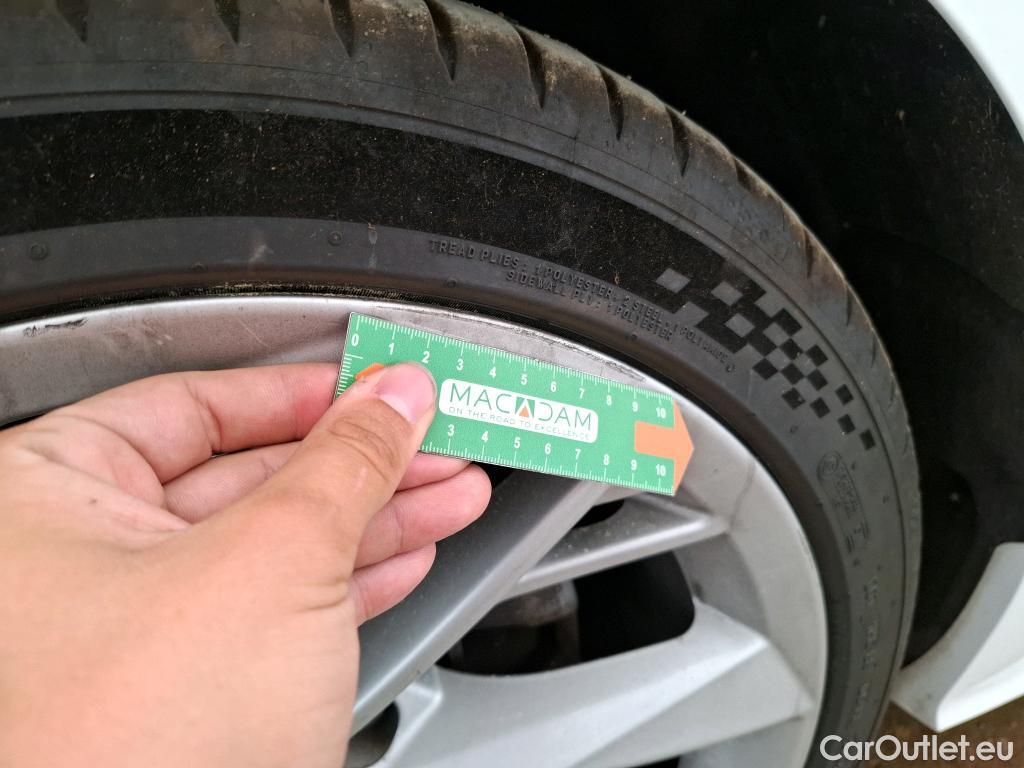 TREAD PLIES : 1 POLYESTER, 2 STEEL, 1 POLYAMIDE
SIDEWALL PLY : 1 POLYESTER
0 1 2 3 4 5 6 7 8 9 10
MACADAM
ON THE ROAD TO EXCELLENCE
3 4 5 6 7 8 9 10
CarOutlet.eu